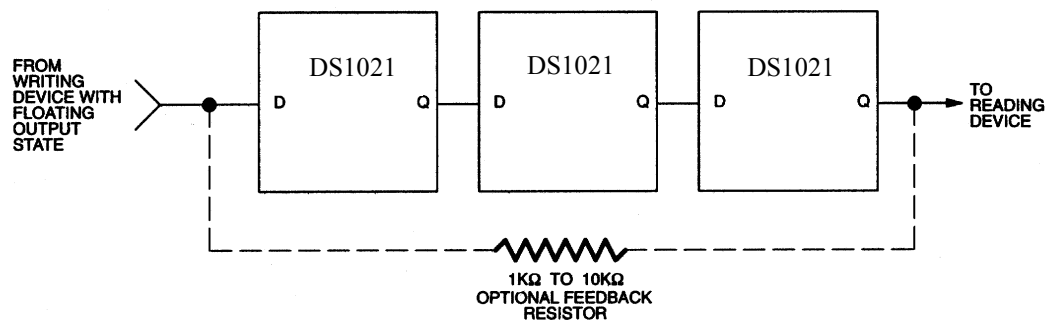 FROM
WRITING
DEVICE WITH
FLOATING
OUTPUT
STATE
DS1021
D
Q
DS1021
D
Q
DS1021
D
Q
TO
READING
DEVICE
1KΩ TO 10KΩ
OPTIONAL FEEDBACK
RESISTOR